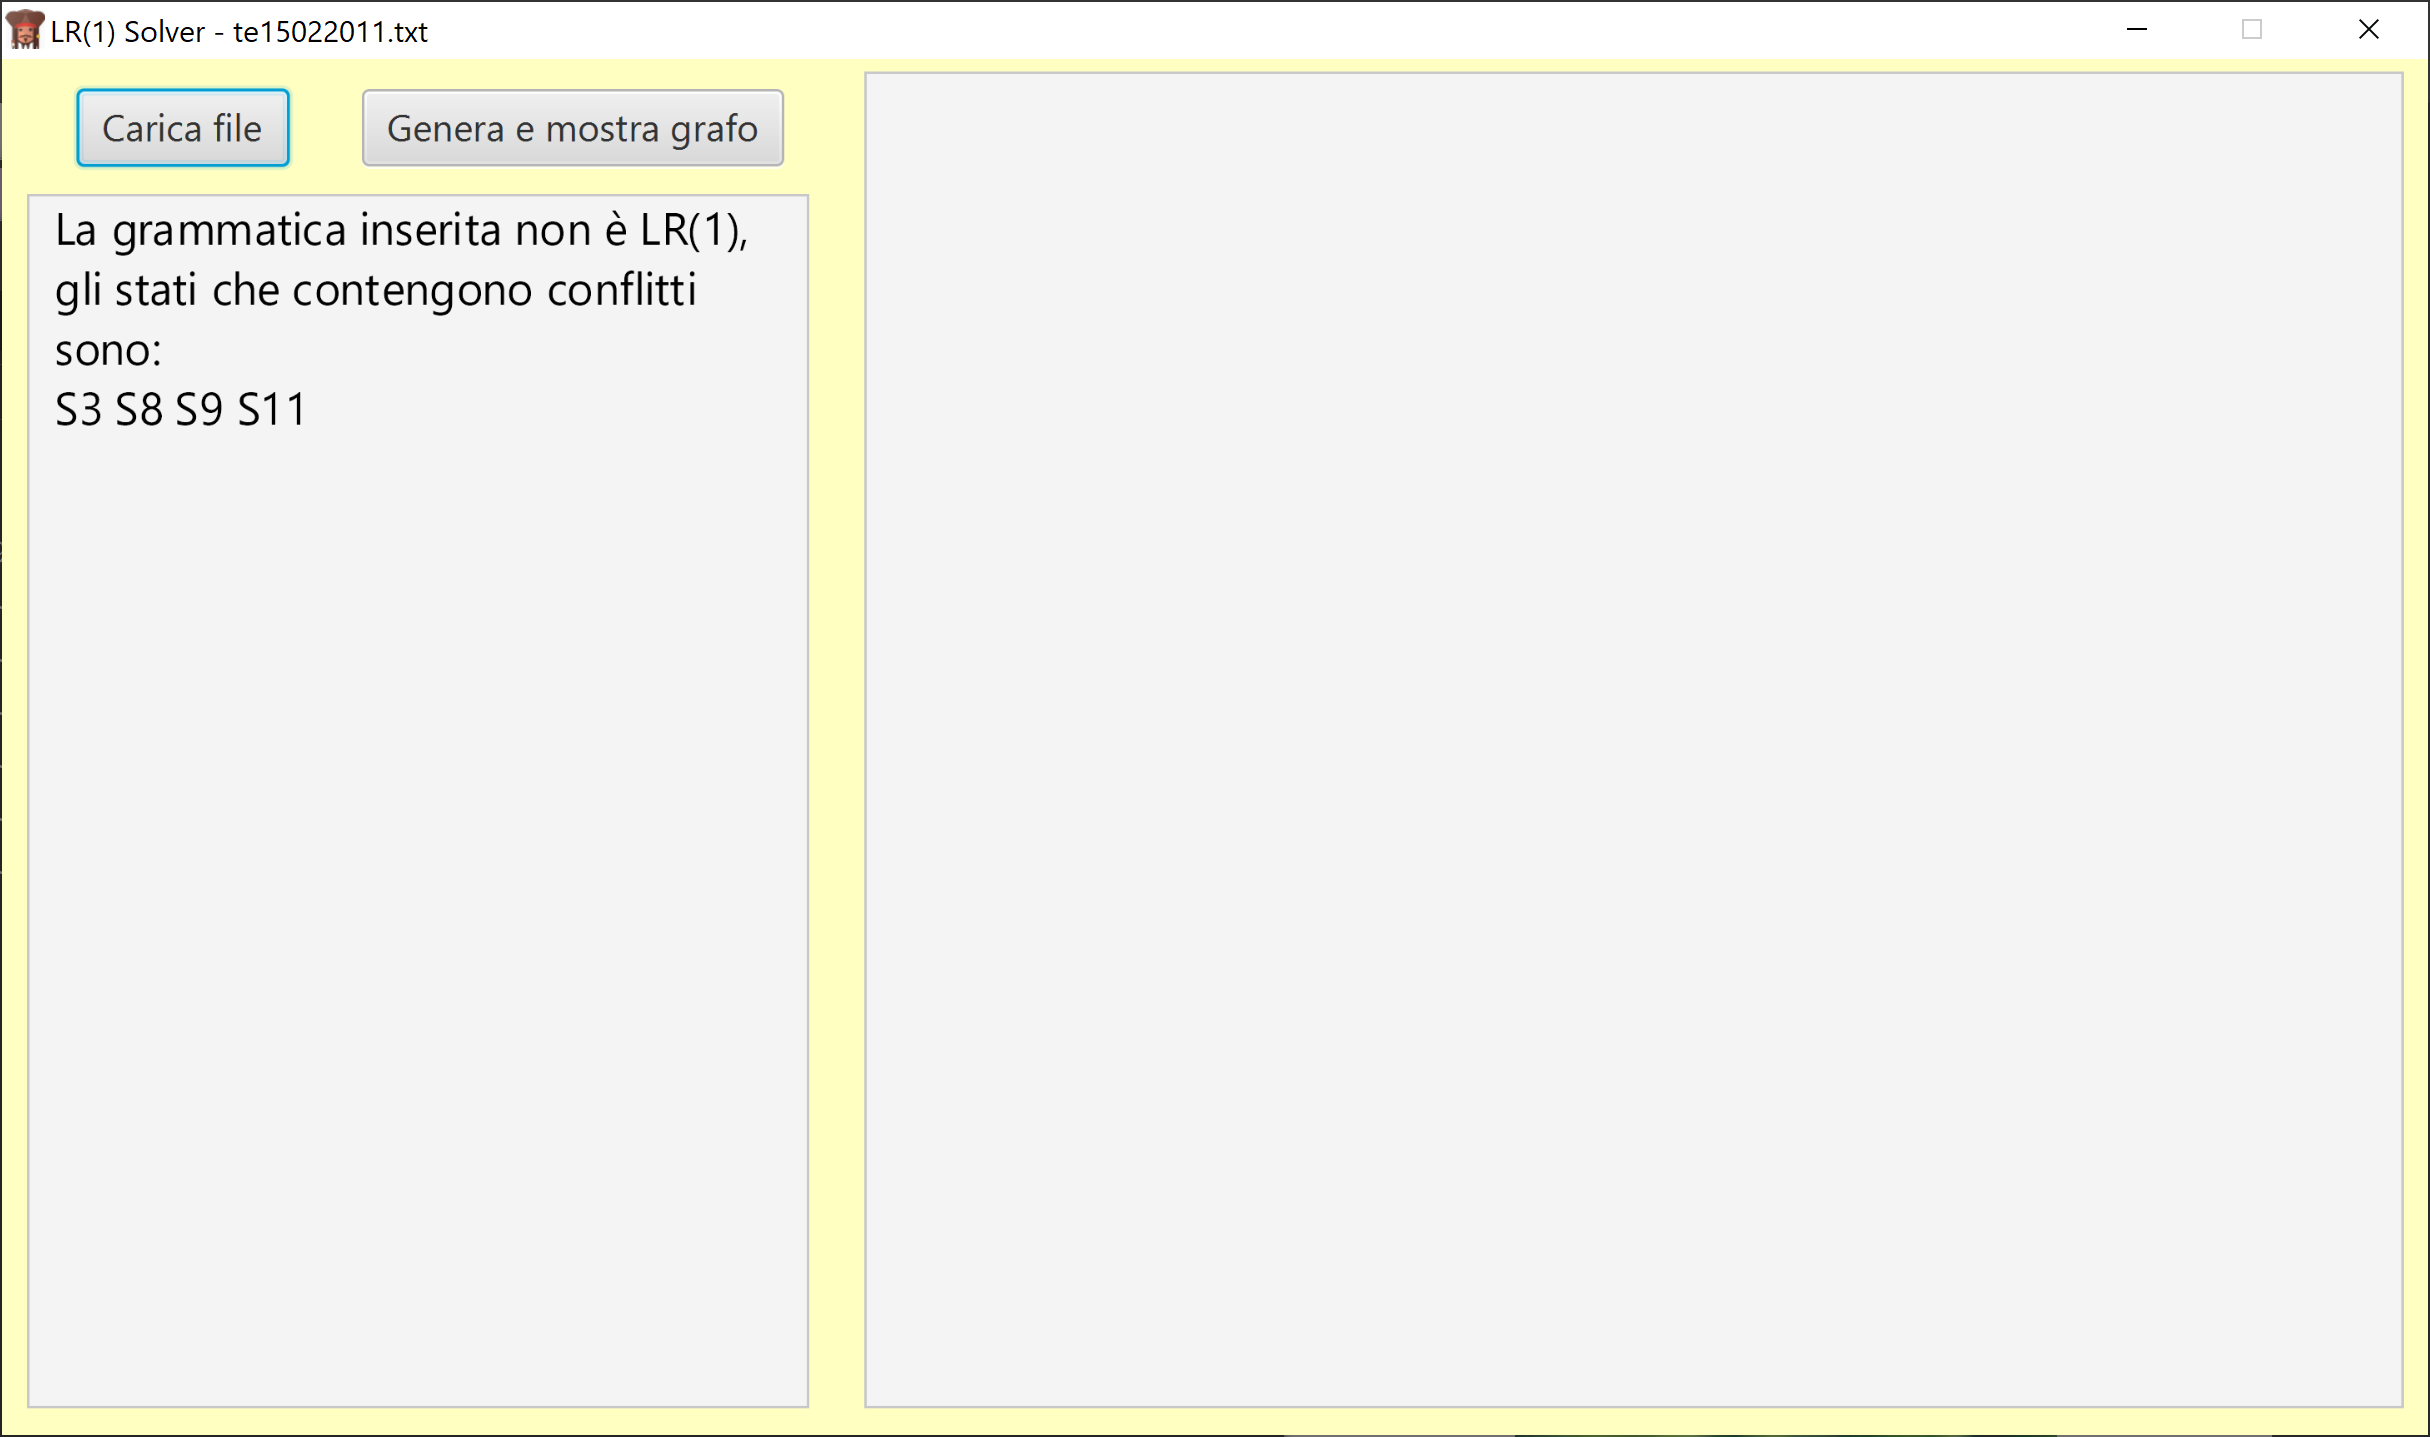 LR(1) Solver - te15022011.txt
Carica file
Genera e mostra grafo
La grammatica inserita non è LR(1),
gli stati che contengono conflitti
sono:
S3 S8 S9 S11